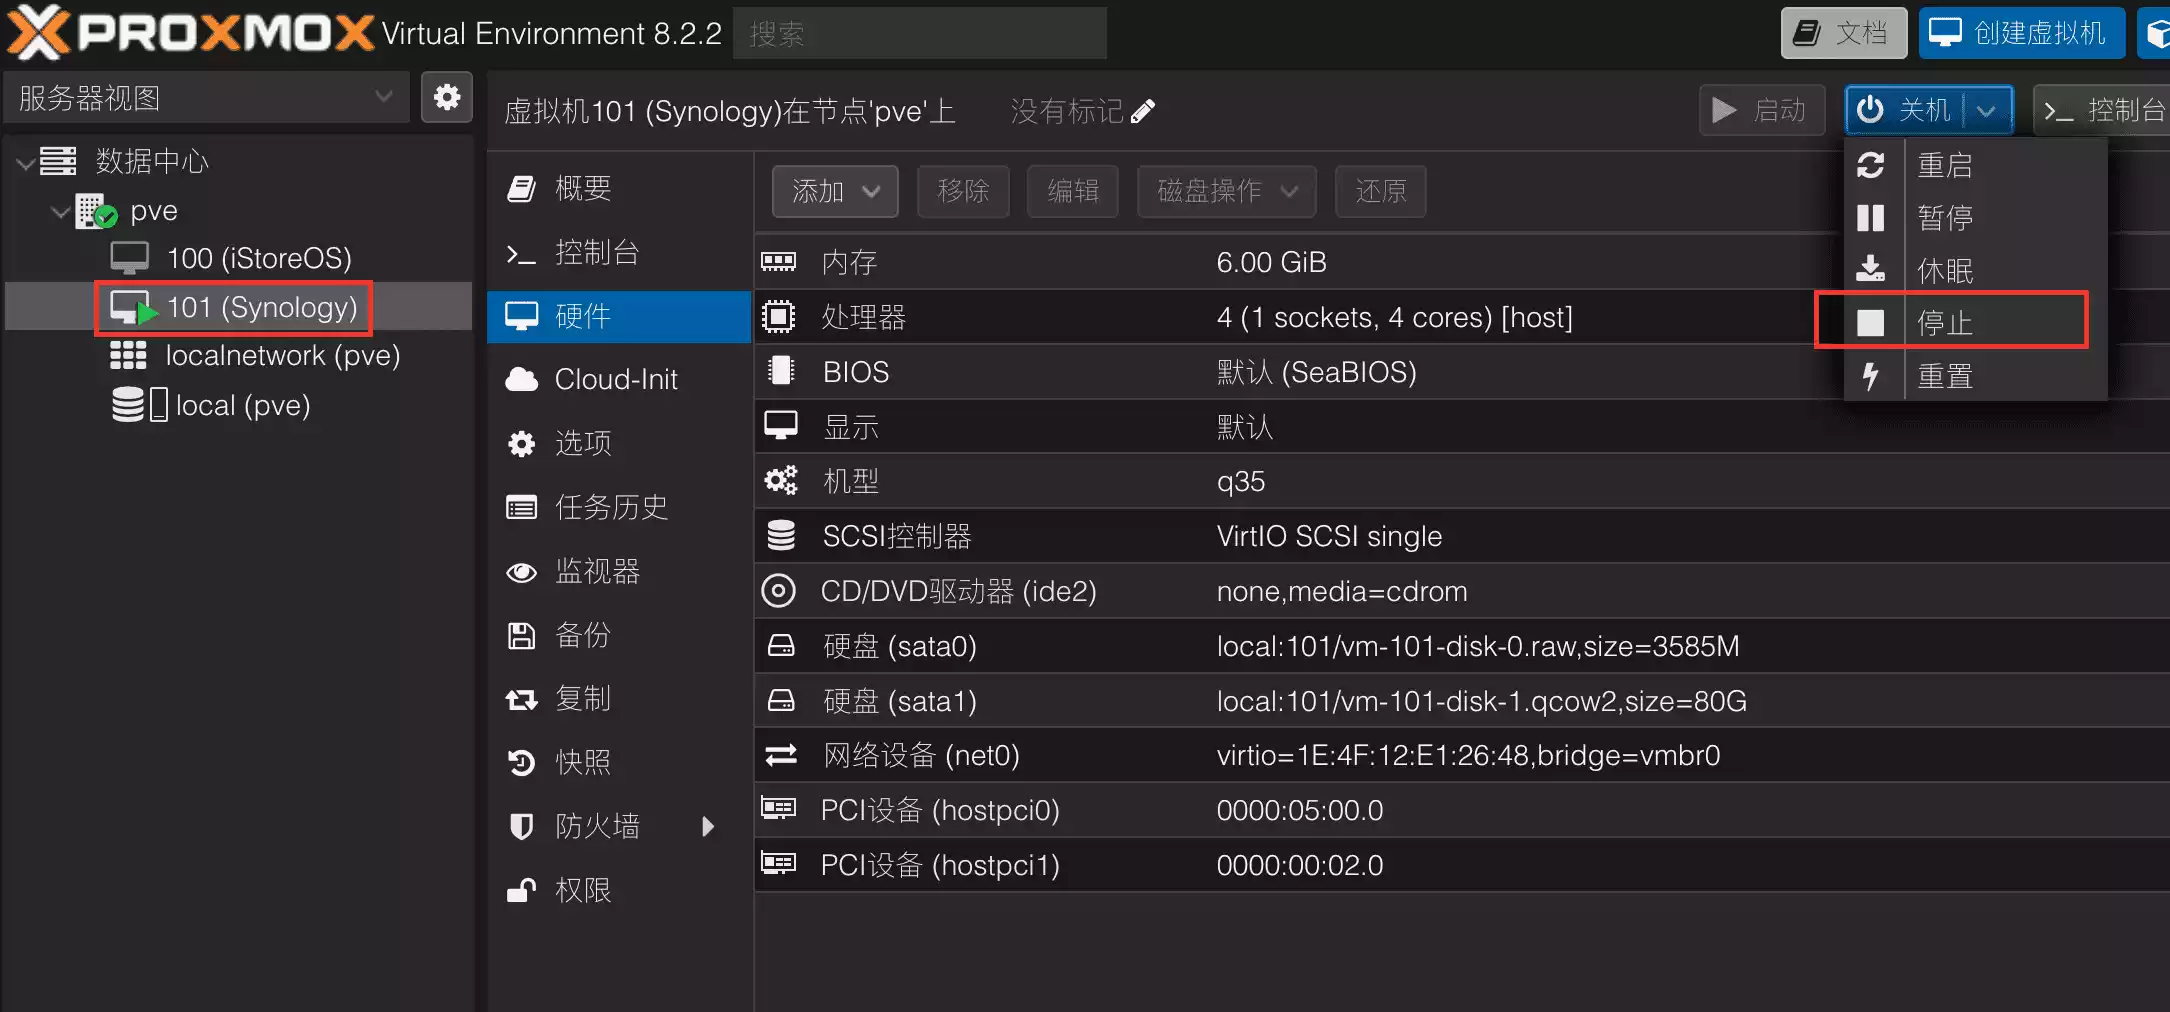 PROXMOX Virtual Environment 8.2.2 搜索 文档 创建虚拟机
服务器视图
虚拟机101 (Synology)在节点'pve'上 没有标记 启动 关机 控制台
数据中心
pve
100 (iStoreOS)
101 (Synology)
localnetwork (pve)
local (pve)
概要
控制台
硬件
Cloud-Init
选项
任务历史
监视器
备份
复制
快照
防火墙
权限
添加 移除 编辑 磁盘操作 还原
内存 6.00 GiB
处理器 4 (1 sockets, 4 cores) [host]
BIOS 默认 (SeaBIOS)
显示 默认
机型 q35
SCSI控制器 VirtIO SCSI single
CD/DVD驱动器 (ide2) none,media=cdrom
硬盘 (sata0) local:101/vm-101-disk-0.raw,size=3585M
硬盘 (sata1) local:101/vm-101-disk-1.qcow2,size=80G
网络设备 (net0) virtio=1E:4F:12:E1:26:48,bridge=vmbr0
PCI设备 (hostpci0) 0000:05:00.0
PCI设备 (hostpci1) 0000:00:02.0
重启
暂停
休眠
停止
重置